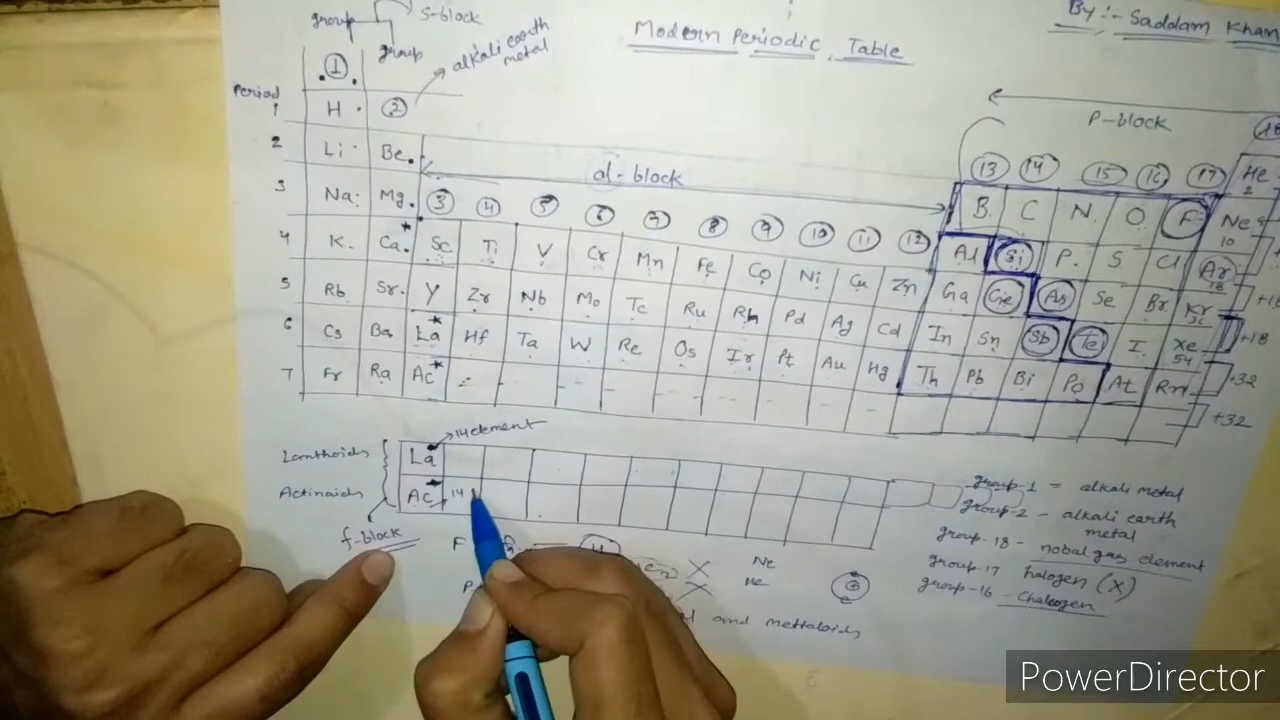 group s-block
group
alkali earth metal
Modern Periodic Table
By :- Saddam Khan
Period
1 2
P-block
d-block
1 H
2 Li Be
13 14 15 16 17 18
He 2
3 Na Mg 3 4 5 6 7 8 9 10 11 12
B C N O F Ne 10
4 K Ca* Sc Ti V Cr Mn Fe Co Ni Cu Zn
Al Si P S Cl Ar 18
5 Rb Sr Y Zr Nb Mo Tc Ru Rh Pd Ag Cd
Ga Ge As Se Br Kr 36
+18
6 Cs Ba La* Hf Ta W Re Os Ir Pt Au Hg
In Sn Sb Te I Xe 54
+32
7 Fr Ra Ac*
Th Pb Bi Po At Rn
+32
14 element
Lanthoids La*
Actinaids Ac* 14
f-block
group-1 = alkali metal
group-2 - alkali earth metal
group-18 - nobal gas element
group-17 halogen (X)
group-16 - Chalcogen
F
H
X Ne
X He
and mettaloids
PowerDirector